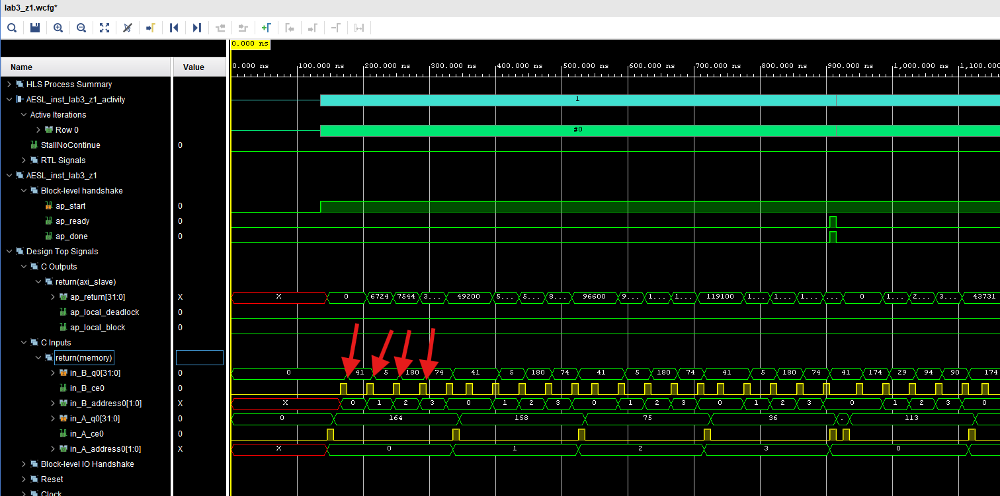 lab3_z1.wcfg*
0.000 ns
Name Value
0.000 ns 100.000 ns 200.000 ns 300.000 ns 400.000 ns 500.000 ns 600.000 ns 700.000 ns 800.000 ns 900.000 ns 1,000.000 ns 1,100.000
HLS Process Summary
AESL_inst_lab3_z1_activity 1
Active Iterations
Row 0 #0
StallNoContinue 0
RTL Signals
AESL_inst_lab3_z1
Block-level handshake
ap_start 0
ap_ready 0
ap_done 0
Design Top Signals
C Outputs
return(axi_slave)
ap_return[31:0] X X 0 6724 7544 3... 49200 5... 5... 8... 96600 9... 1... 1... 119100 1... 1... 1... ... 0 1... 2... 3... 43731
ap_local_deadlock 0
ap_local_block 0
C Inputs
return(memory)
in_B_q0[31:0] 0 0 41 5 180 74 41 5 180 74 41 5 180 74 41 5 180 74 41 174 29 94 90 174
in_B_ce0 0
in_B_address0[1:0] X X 0 1 2 3 0 1 2 3 0 1 2 3 0 1 2 3 0 1 2 3 0
in_A_q0[31:0] 0 0 164 158 75 36 . 113
in_A_ce0 0
in_A_address0[1:0] X X 0 1 2 3 0
Block-level IO Handshake
Reset
Clock